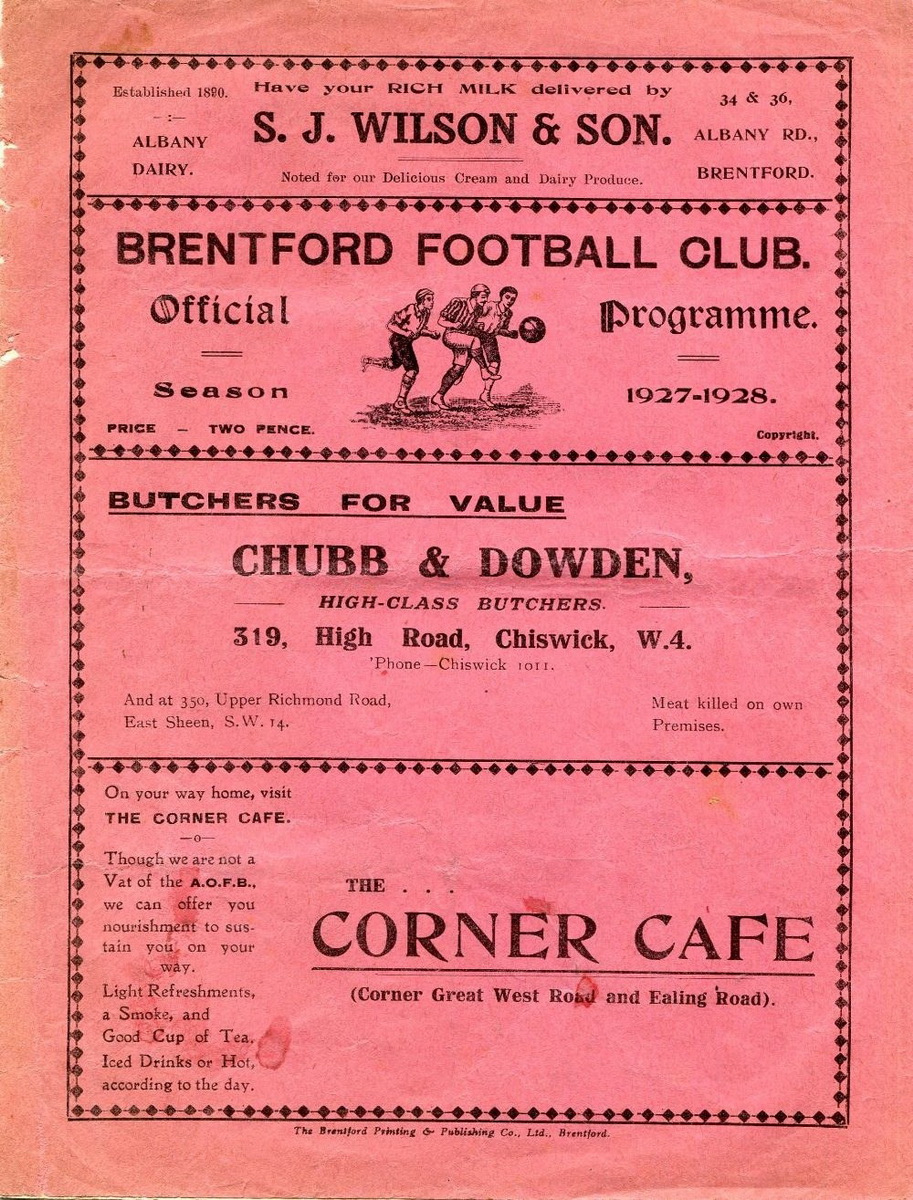 Established 1890.
- :-
ALBANY
DAIRY.
Have your RICH MILK delivered by
S. J. WILSON & SON.
Noted for our Delicious Cream and Dairy Produce.
34 & 36,
ALBANY RD.,
BRENTFORD.
BRENTFORD FOOTBALL CLUB.
Official Programme.
Season 1927-1928.
PRICE - TWO PENCE.
Copyright.
BUTCHERS FOR VALUE
CHUBB & DOWDEN,
HIGH-CLASS BUTCHERS.
319, High Road, Chiswick, W.4.
'Phone—Chiswick 1011.
And at 350, Upper Richmond Road,
East Sheen, S.W. 14.
Meat killed on own
Premises.
On your way home, visit
THE CORNER CAFE.
—o—
Though we are not a
Vat of the A.O.F.B.,
we can offer you
nourishment to sus-
tain you on your
way.
Light Refreshments,
a Smoke, and
Good Cup of Tea.
Iced Drinks or Hot,
according to the day.
THE . . .
CORNER CAFE
(Corner Great West Road and Ealing Road).
The Brentford Printing & Publishing Co., Ltd., Brentford.